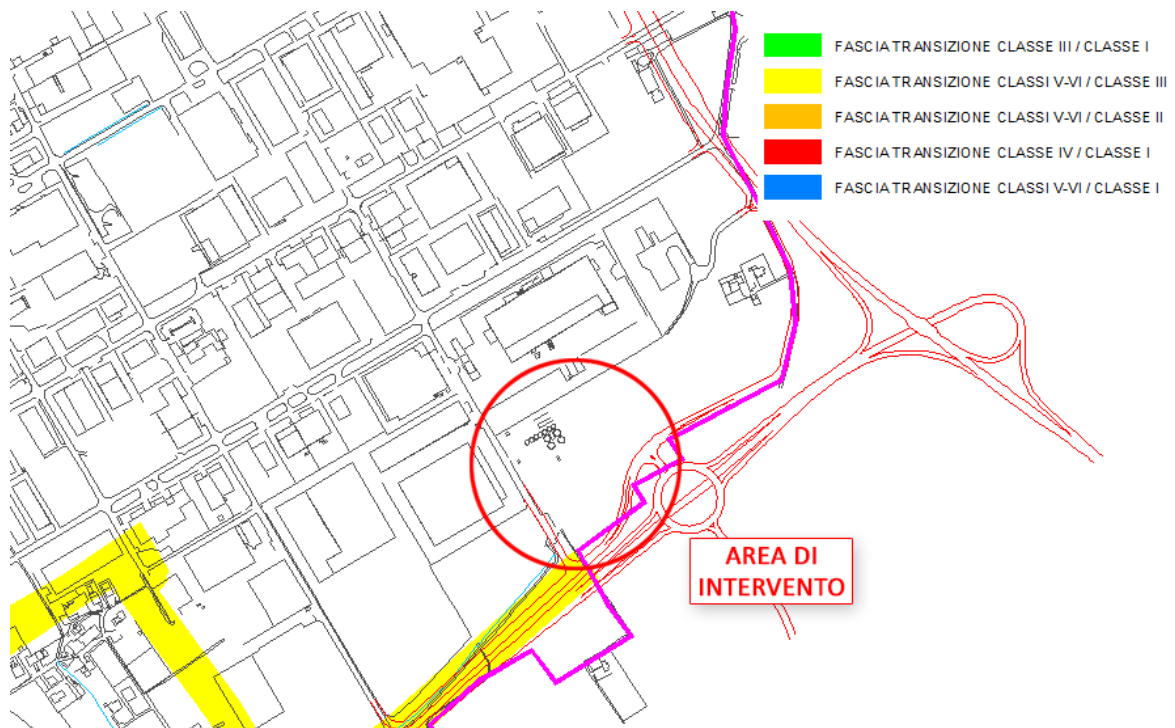 FASCIA TRANSIZIONE CLASSE III / CLASSE I
FASCIA TRANSIZIONE CLASSI V-VI / CLASSE III
FASCIA TRANSIZIONE CLASSI V-VI / CLASSE II
FASCIA TRANSIZIONE CLASSE IV / CLASSE I
FASCIA TRANSIZIONE CLASSI V-VI / CLASSE I
AREA DI
INTERVENTO